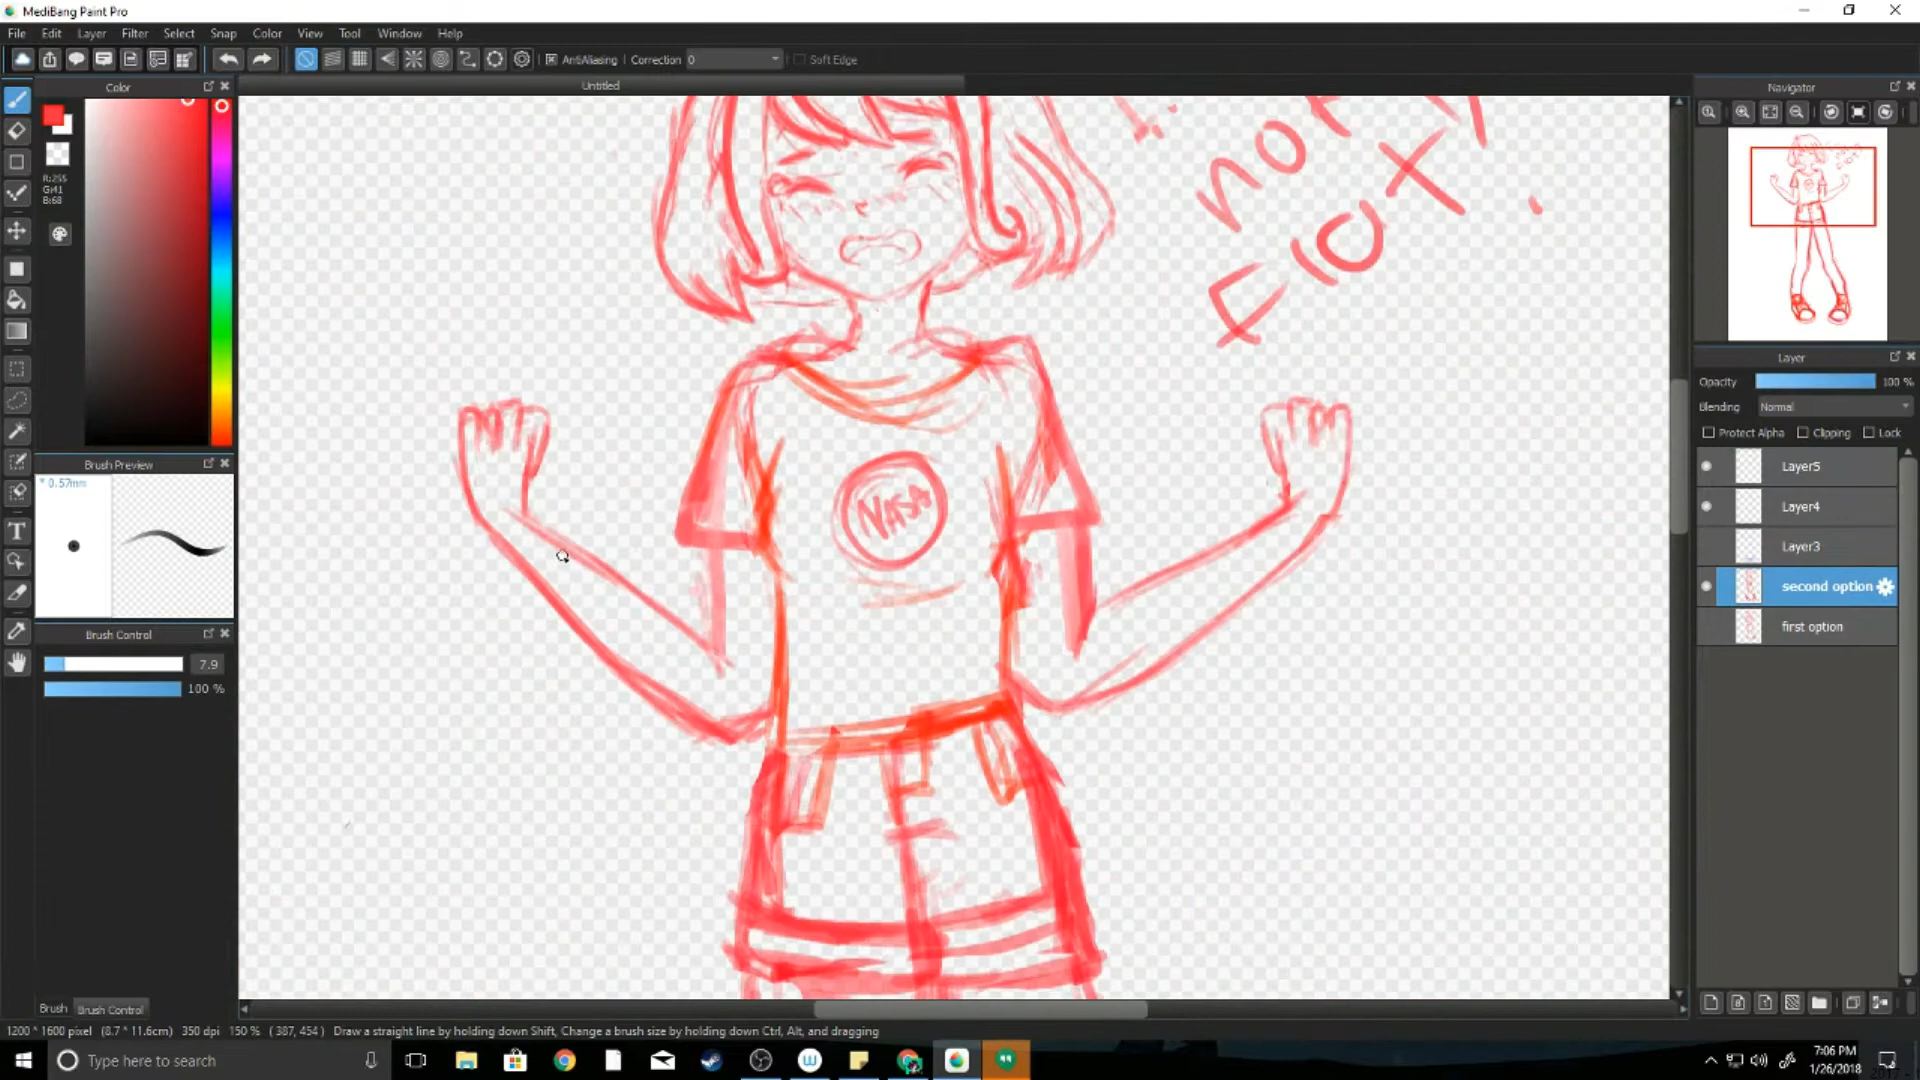 MediBang Paint Pro
File Edit Layer Filter Select Snap Color View Tool Window Help
AntiAliasing Correction 0 Soft Edge
Color Untitled Navigator
R:255
G:41
B:68
Brush Preview
* 0.57mm
Layer
Opacity 100 %
Blending Normal
Protect Alpha Clipping Lock
Layer5
Layer4
Layer3
second option
first option
Brush Control
7.9
100 %
NASA
Brush Brush Control
1200 * 1600 pixel (8.7 * 11.6cm) 350 dpi 150 % ( 387, 454 ) Draw a straight line by holding down Shift, Change a brush size by holding down Ctrl, Alt, and dragging
Type here to search
7:06 PM
1/26/2018